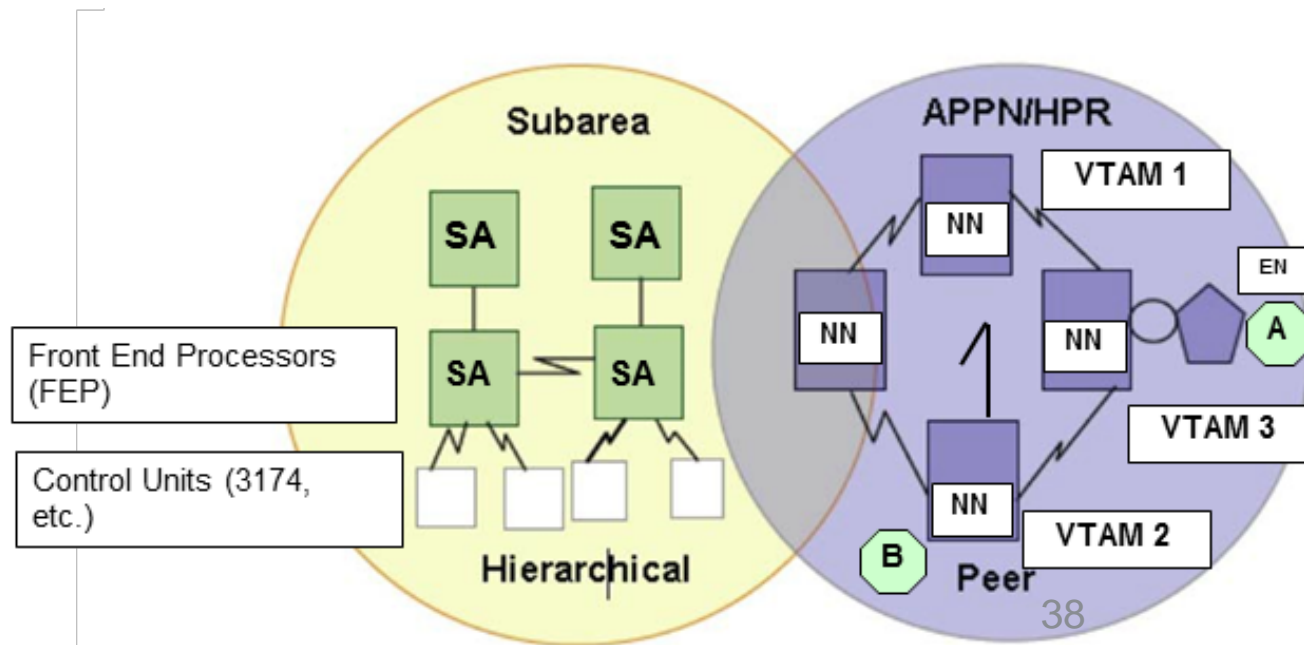 Subarea
APPN/HPR
VTAM 1
SA
SA
NN
EN
A
Front End Processors
(FEP)
SA
SA
NN
NN
VTAM 3
Control Units (3174,
etc.)
NN
VTAM 2
B
Hierarchical
Peer
38